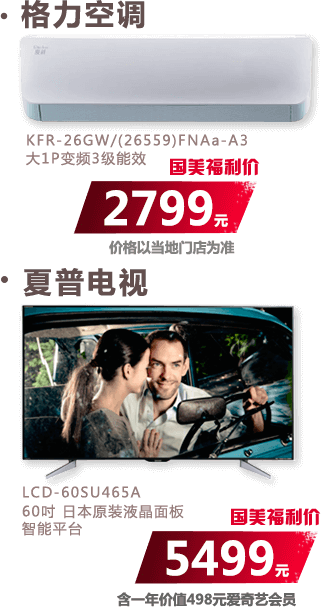 • 格力空调
KFR-26GW/(26559)FNAa-A3
大1P变频3级能效
国美福利价
2799元
价格以当地门店为准
• 夏普电视
LCD-60SU465A
60吋 日本原装液晶面板
智能平台
国美福利价
5499元
含一年价值498元爱奇艺会员